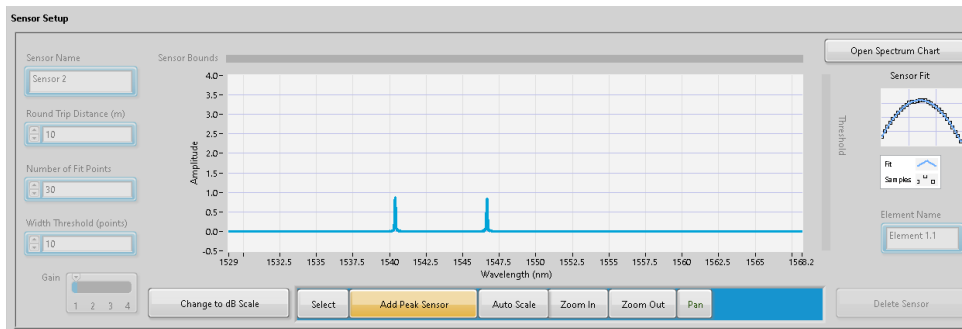 Sensor Setup
Open Spectrum Chart
Sensor Name
Sensor Bounds
Sensor Fit
Sensor 2
4.0
3.5
Round Trip Distance (m)
3.0
10
2.5
Threshold
Amplitude
2.0
Fit
Number of Fit Points
1.5
Samples
30
1.0
0.5
Element Name
Width Threshold (points)
0.0
Element 1.1
10
-0.5
1529 1532.5 1535 1537.5 1540 1542.5 1545 1547.5 1550 1552.5 1555 1557.5 1560 1562.5 1565 1568.2
Wavelength (nm)
Gain
1 2 3 4
Change to dB Scale
Select
Add Peak Sensor
Auto Scale
Zoom In
Zoom Out
Pan
Delete Sensor